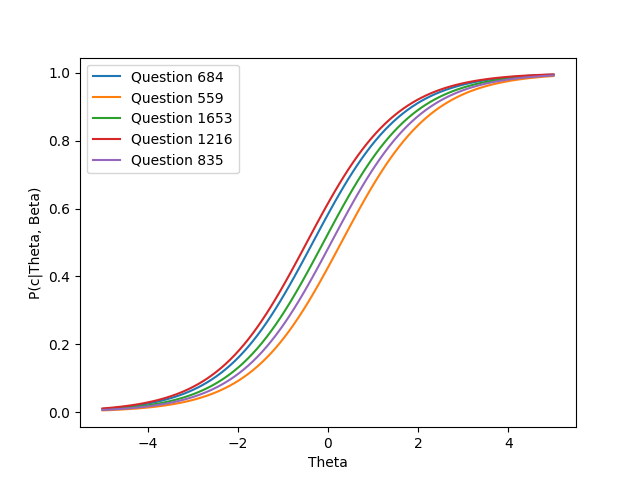 Question 684
Question 559
Question 1653
Question 1216
Question 835
1.0
0.8
0.6
0.4
0.2
0.0
P(c|Theta, Beta)
−4
−2
0
2
4
Theta